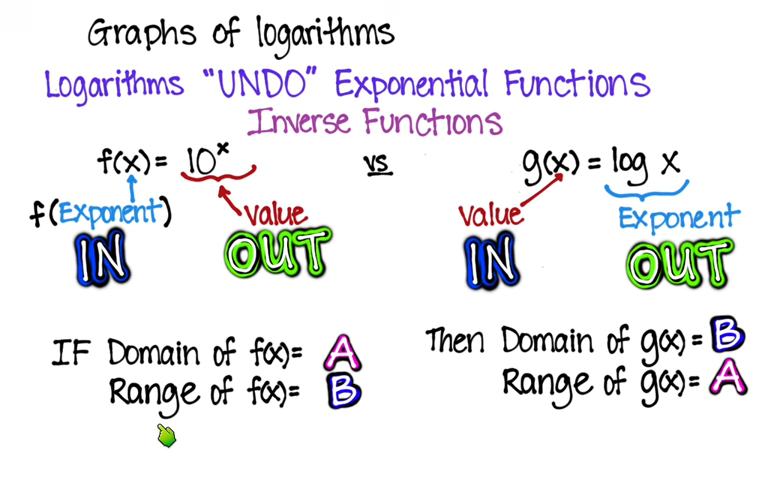 Graphs of logarithms
Logarithms "UNDO" Exponential Functions
Inverse Functions
f(x) = 10^x vs g(x) = log x
f(Exponent) value value Exponent
IN OUT IN OUT
IF Domain of f(x) = A
Range of f(x) = B
Then Domain of g(x) = B
Range of g(x) = A